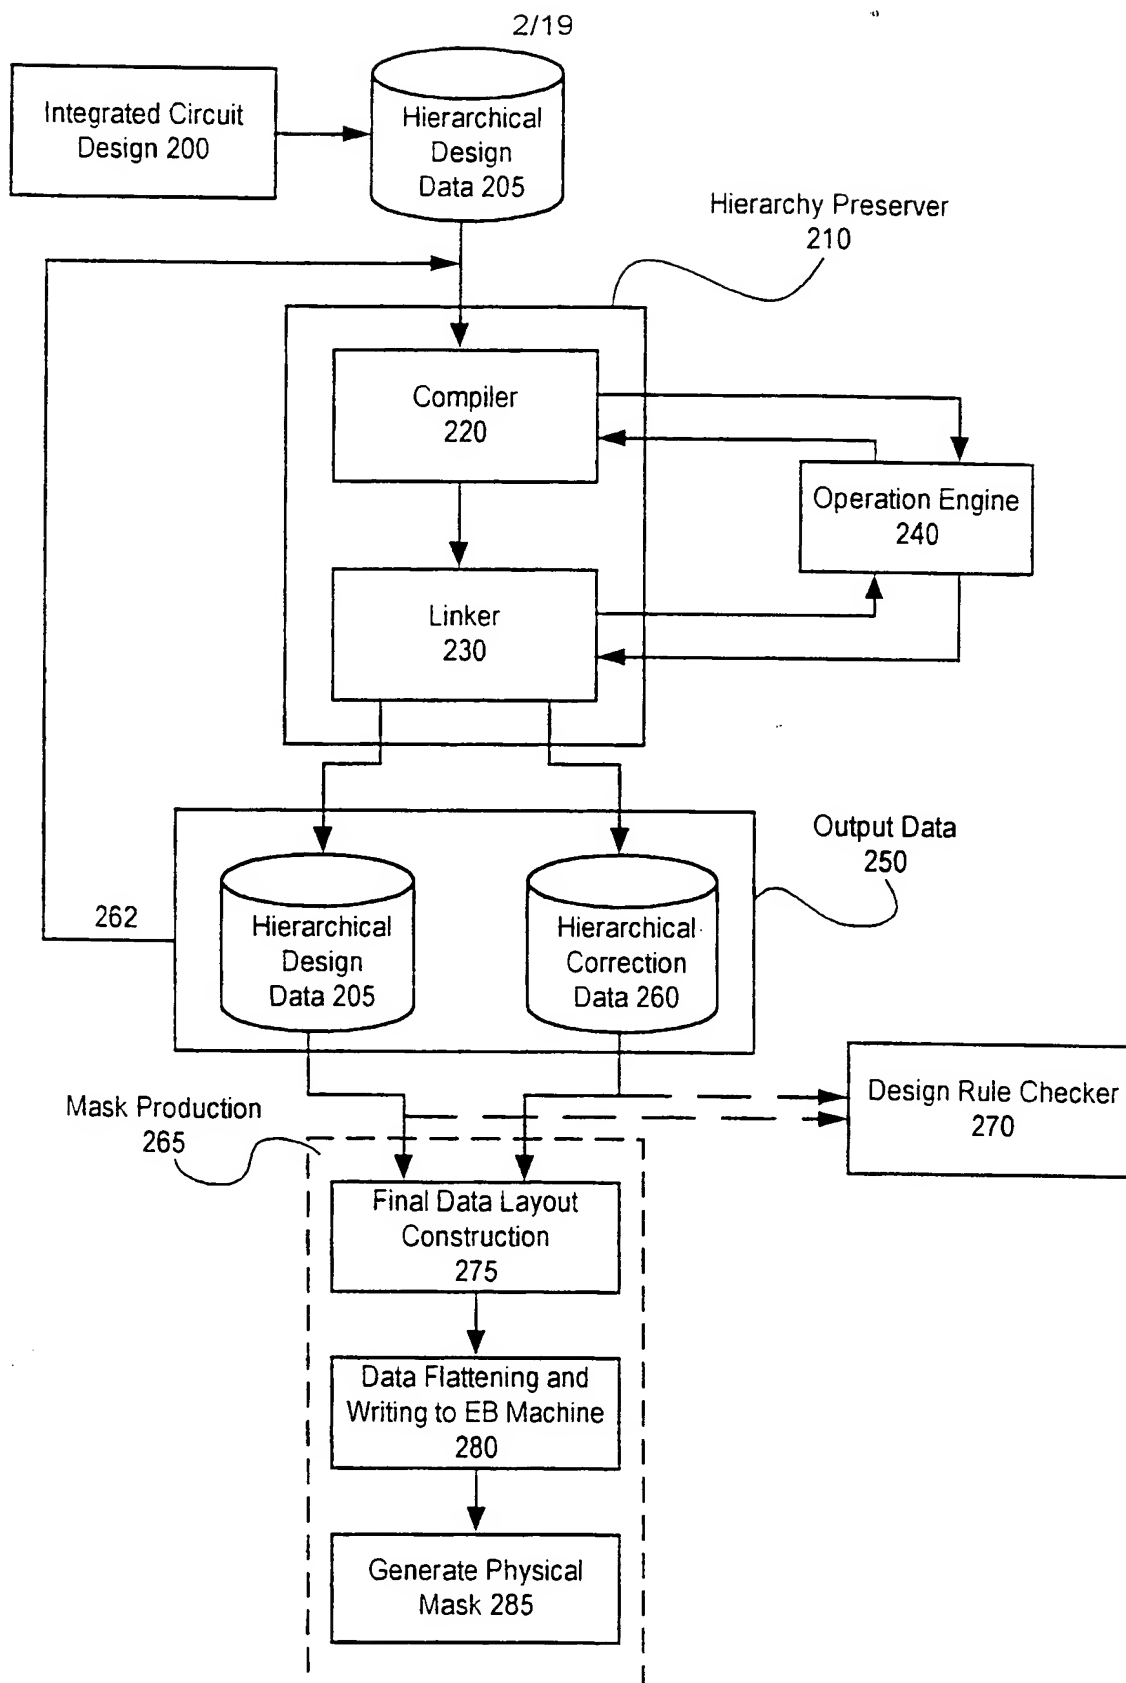 2/19
Integrated Circuit
Design 200
Hierarchical
Design
Data 205
Hierarchy Preserver
210
Compiler
220
Operation Engine
240
Linker
230
Output Data
250
262
Hierarchical
Design
Data 205
Hierarchical
Correction
Data 260
Mask Production
265
Design Rule Checker
270
Final Data Layout
Construction
275
Data Flattening and
Writing to EB Machine
280
Generate Physical
Mask 285